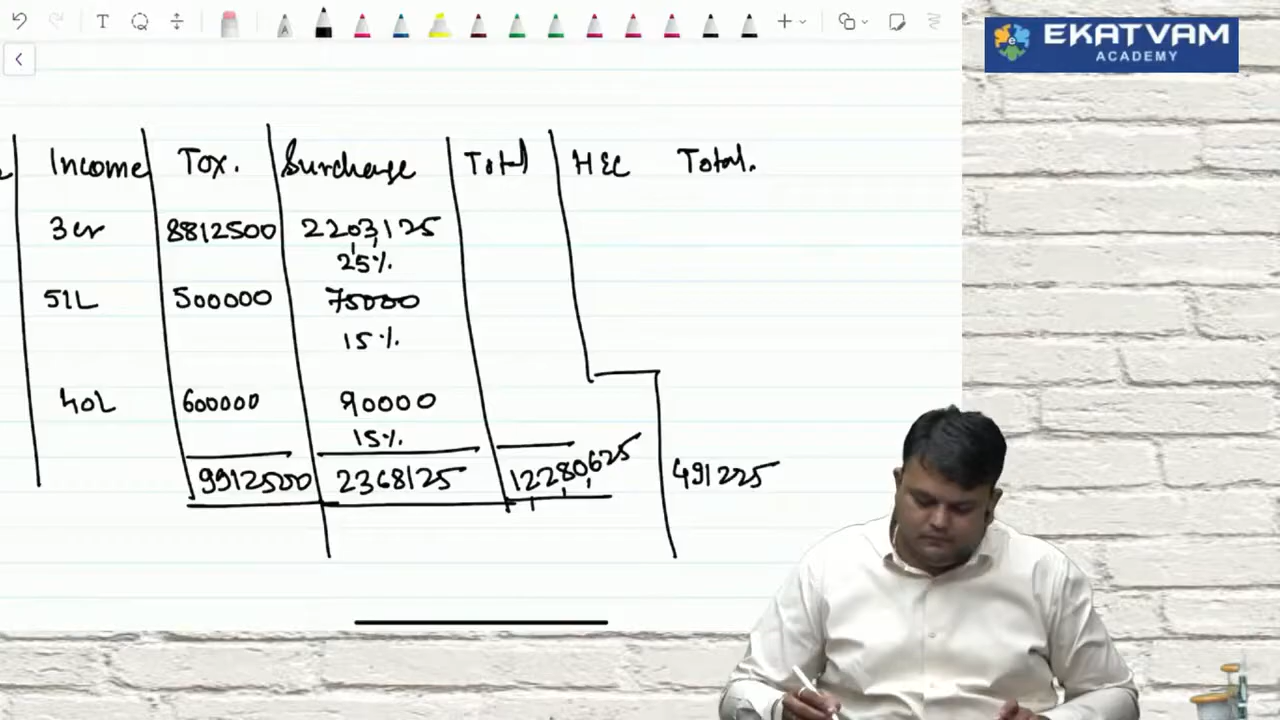 T
A
EKATVAM
ACADEMY
Income Tax. Surcharge Total HEC Total.
3cr 8812500 2203125
25%
51L 500000 75000
15%
40L 600000 90000
15%
9912500 2368125 12280625 491225